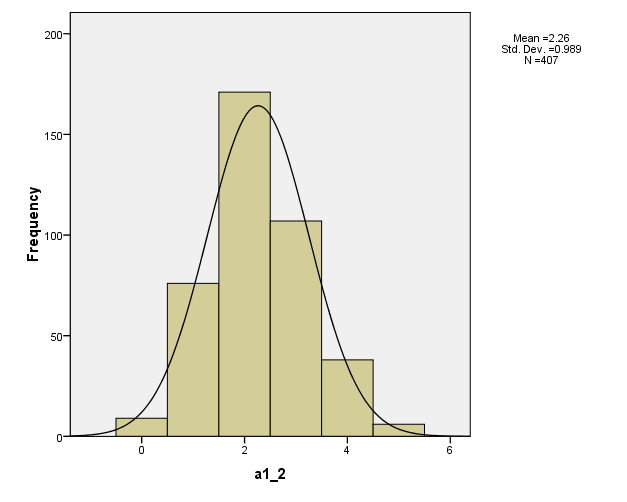 200
150
100
50
0
Frequency
0 2 4 6
a1_2
Mean =2.26
Std. Dev. =0.989
N =407